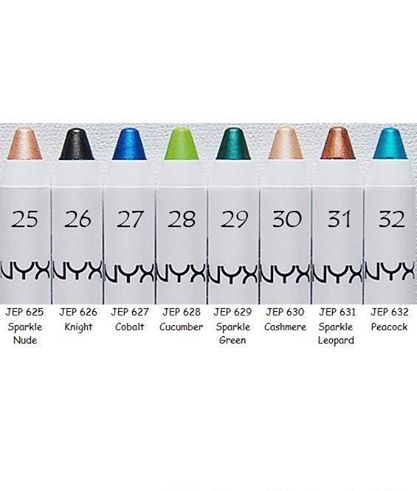 25 26 27 28 29 30 31 32
NYX NYX NYX NYX NYX NYX NYX NYX
JEP 625 JEP 626 JEP 627 JEP 628 JEP 629 JEP 630 JEP 631 JEP 632
Sparkle Knight Cobalt Cucumber Sparkle Cashmere Sparkle Peacock
Nude Green Leopard